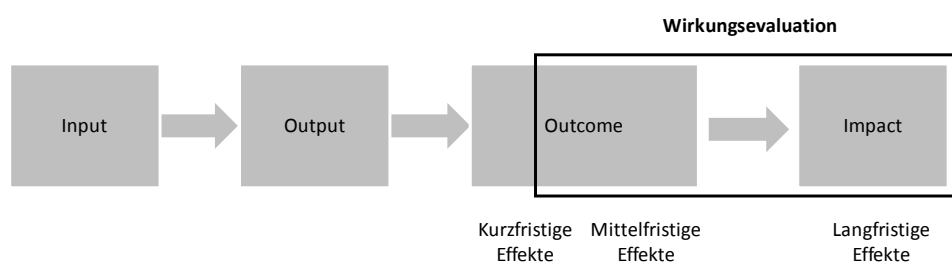 Wirkungsevaluation
Input
Output
Outcome
Impact
Kurzfristige
Effekte
Mittelfristige
Effekte
Langfristige
Effekte